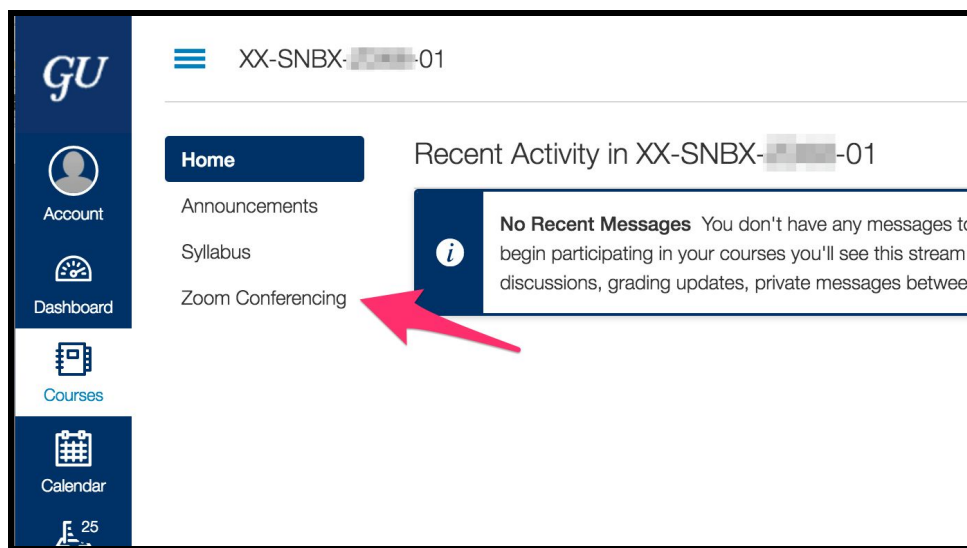 GU
XX-SNBX- -01
Account
Dashboard
Courses
Calendar
25
Home
Announcements
Syllabus
Zoom Conferencing
Recent Activity in XX-SNBX- -01
i
No Recent Messages You don't have any messages to
begin participating in your courses you'll see this stream
discussions, grading updates, private messages betwee